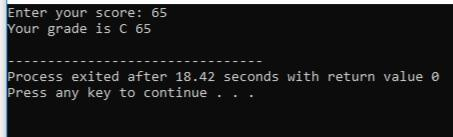 Enter your score: 65
Your grade is C 65
--------------------------------
Process exited after 18.42 seconds with return value 0
Press any key to continue . . .